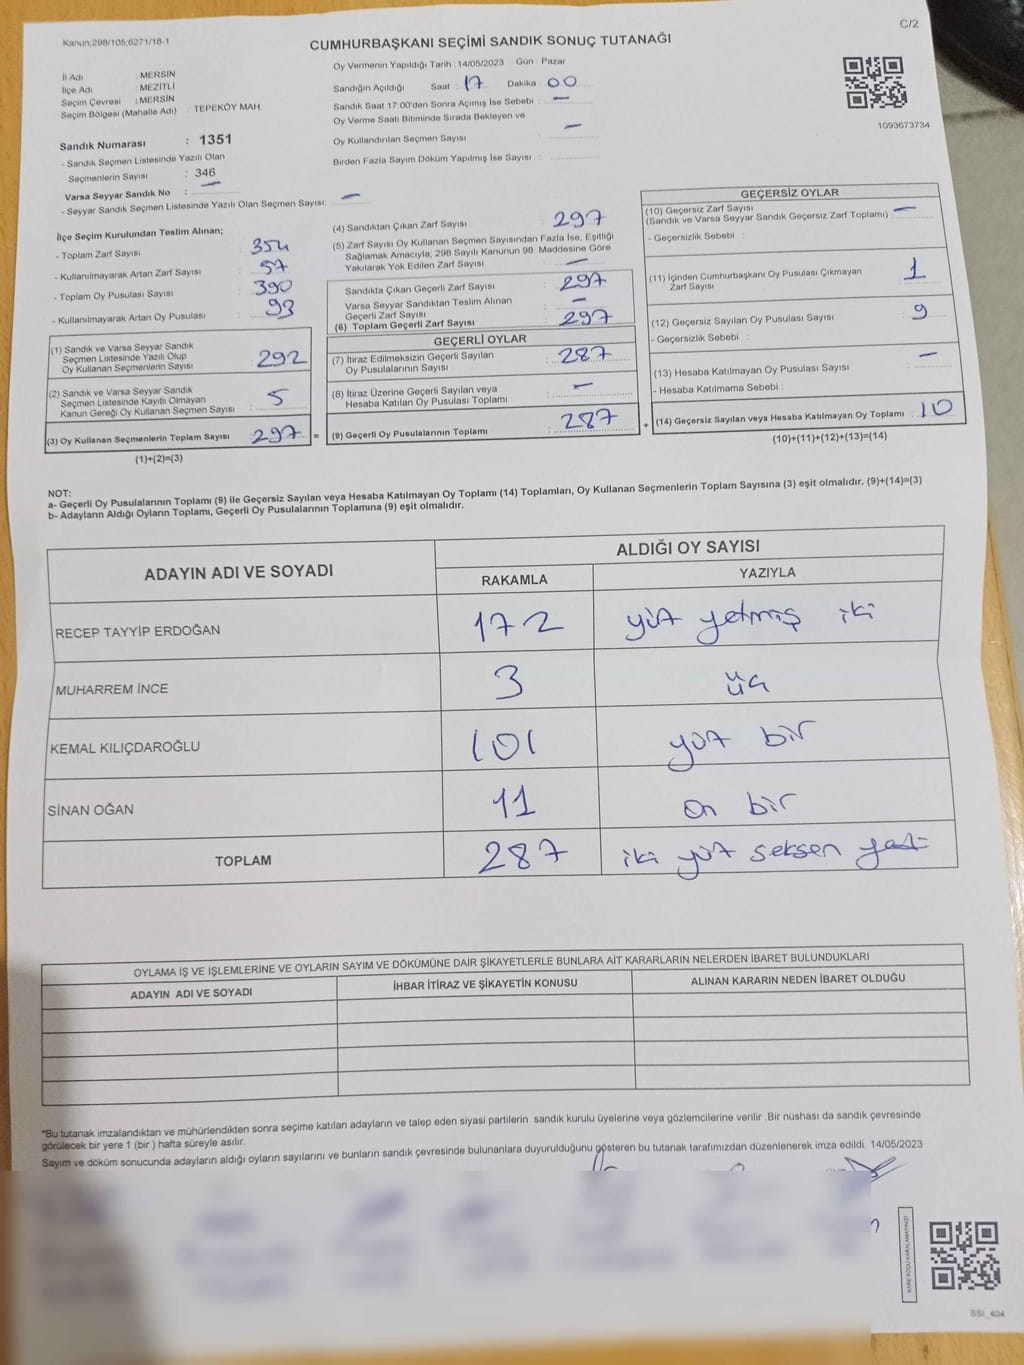 Kanun;298/105,6271/18-1
C/2
CUMHURBAŞKANI SEÇİMİ SANDIK SONUÇ TUTANAĞI
İl Adı : MERSİN
İlçe Adı : MEZİTLİ
Seçim Çevresi : MERSİN
Seçim Bölgesi (Mahalle Adı) : TEPEKÖY MAH.
Sandık Numarası : 1351
- Sandık Seçmen Listesinde Yazılı Olan
Seçmenlerin Sayısı : 346
Varsa Seyyar Sandık No : —
- Seyyar Sandık Seçmen Listesinde Yazılı Olan Seçmen Sayısı: —
Oy Vermenin Yapıldığı Tarih :14/05/2023 Gün : Pazar
Sandığın Açıldığı Saat : 17 Dakika : 00
Sandık Saat 17:00'den Sonra Açımış İse Sebebi : —
Oy Verme Saati Bitiminde Sırada Bekleyen ve
Oy Kullandırılan Seçmen Sayısı : —
Birden Fazla Sayım Döküm Yapılmış İse Sayısı :
1093673734
İlçe Seçim Kurulundan Teslim Alınan;
- Toplam Zarf Sayısı : 354
- Kullanılmayarak Artan Zarf Sayısı : 57
- Toplam Oy Pusulası Sayısı : 390
- Kullanılmayarak Artan Oy Pusulası : 93
(1) Sandık ve Varsa Seyyar Sandık
Seçmen Listesinde Yazılı Olup
Oy Kullanan Seçmenlerin Sayısı : 292
(2) Sandık ve Varsa Seyyar Sandık
Seçmen Listesinde Kayıtlı Olmayan
Kanun Gereği Oy Kullanan Seçmen Sayısı : 5
(3) Oy Kullanan Seçmenlerin Toplam Sayısı : 297 =
(1)+(2)=(3)
(4) Sandıktan Çıkan Zarf Sayısı : 297
(5) Zarf Sayısı Oy Kullanan Seçmen Sayısından Fazla İse, Eşitliği
Sağlamak Amacıyla; 298 Sayılı Kanunun 98. Maddesine Göre
Yakılarak Yok Edilen Zarf Sayısı : —
Sandıkta Çıkan Geçerli Zarf Sayısı : 297
Varsa Seyyar Sandıktan Teslim Alınan
Geçerli Zarf Sayısı : —
(6) Toplam Geçerli Zarf Sayısı : 297
GEÇERLİ OYLAR
(7) İtiraz Edilmeksizin Geçerli Sayılan
Oy Pusulalarının Sayısı : 287
(8) İtiraz Üzerine Geçerli Sayılan veya
Hesaba Katılan Oy Pusulası Toplamı : —
(9) Geçerli Oy Pusulalarının Toplamı : 287 +
GEÇERSİZ OYLAR
(10) Geçersiz Zarf Sayısı
(Sandık ve Varsa Seyyar Sandık Geçersiz Zarf Toplamı) : —
- Geçersizlik Sebebi :
(11) İçinden Cumhurbaşkanı Oy Pusulası Çıkmayan
Zarf Sayısı : 1
(12) Geçersiz Sayılan Oy Pusulası Sayısı : 9
- Geçersizlik Sebebi :
(13) Hesaba Katılmayan Oy Pusulası Sayısı : —
- Hesaba Katılmama Sebebi :
(14) Geçersiz Sayılan veya Hesaba Katılmayan Oy Toplamı : 10
(10)+(11)+(12)+(13)=(14)
NOT:
a- Geçerli Oy Pusulalarının Toplamı (9) ile Geçersiz Sayılan veya Hesaba Katılmayan Oy Toplamı (14) Toplamları, Oy Kullanan Seçmenlerin Toplam Sayısına (3) eşit olmalıdır. (9)+(14)=(3)
b- Adayların Aldığı Oyların Toplamı, Geçerli Oy Pusulalarının Toplamına (9) eşit olmalıdır.
ADAYIN ADI VE SOYADI ALDIĞI OY SAYISI
RAKAMLA YAZIYLA
RECEP TAYYİP ERDOĞAN 172 yüz yetmiş iki
MUHARREM İNCE 3 üç
KEMAL KILIÇDAROĞLU 101 yüz bir
SİNAN OĞAN 11 on bir
TOPLAM 287 iki yüz seksen yedi
OYLAMA İŞ VE İŞLEMLERİNE VE OYLARIN SAYIM VE DÖKÜMÜNE DAİR ŞİKAYETLERLE BUNLARA AİT KARARLARIN NELERDEN İBARET BULUNDUKLARI
ADAYIN ADI VE SOYADI İHBAR İTİRAZ VE ŞİKAYETİN KONUSU ALINAN KARARIN NEDEN İBARET OLDUĞU
*Bu tutanak imzalandıktan ve mühürlendikten sonra seçime katılan adayların ve talep eden siyasi partilerin sandık kurulu üyelerine veya gözlemcilerine verilir .Bir nüshası da sandık çevresinde
görülecek bir yere 1 (bir ) hafta süreyle asılır.
Sayım ve döküm sonucunda adayların aldığı oyların sayılarını ve bunların sandık çevresinde bulunanlara duyurulduğunu gösteren bu tutanak tarafımızdan düzenlenerek imza edildi. 14/05/2023
KARE KODU KARALAMAYINIZ!
SSI_404